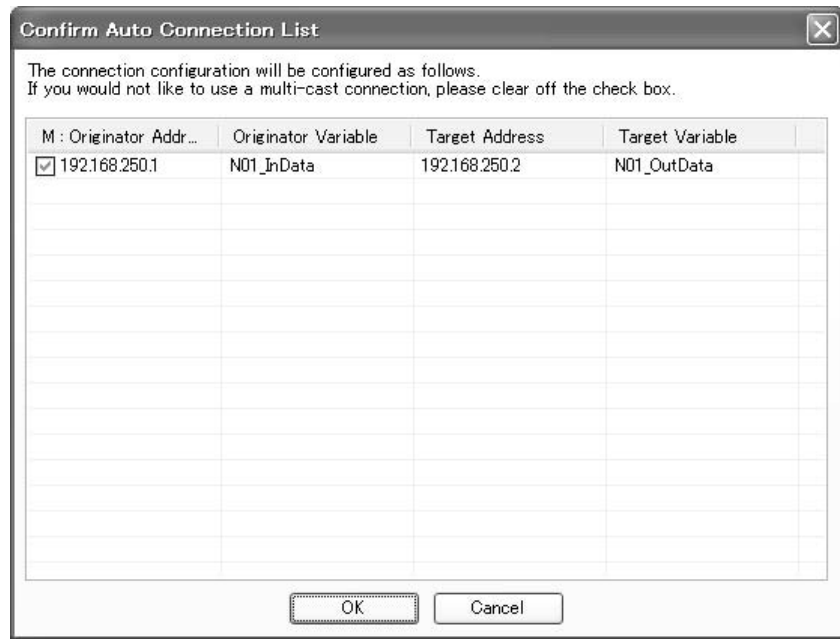 Confirm Auto Connection List
The connection configuration will be configured as follows.
If you would not like to use a multi-cast connection, please clear off the check box.
M : Originator Addr... Originator Variable Target Address Target Variable
192.168.250.1 N01_InData 192.168.250.2 N01_OutData
OK Cancel